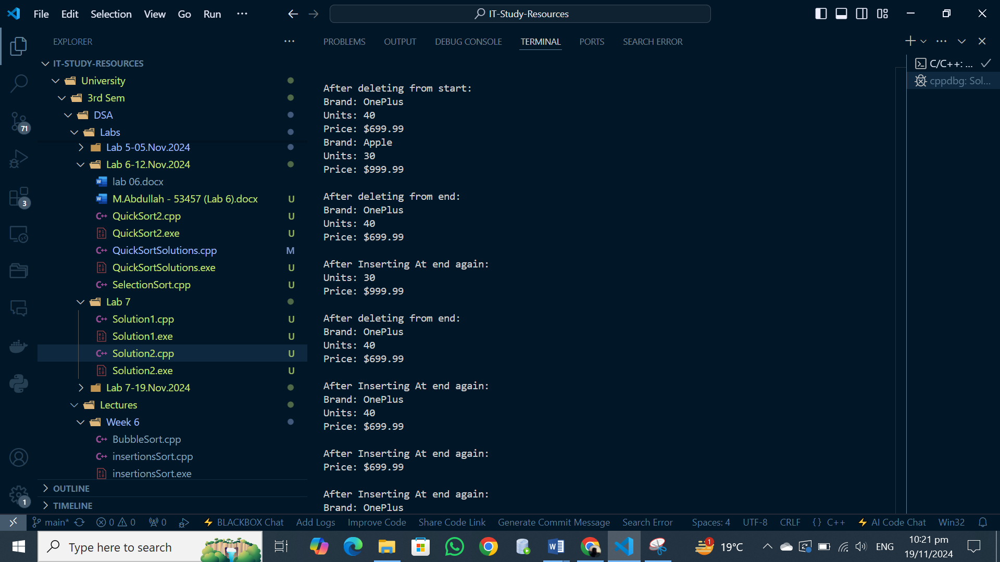 File Edit Selection View Go Run ···
IT-Study-Resources
EXPLORER
IT-STUDY-RESOURCES
University
3rd Sem
DSA
Labs
Lab 5-05.Nov.2024
Lab 6-12.Nov.2024
lab 06.docx
M.Abdullah - 53457 (Lab 6).docx U
QuickSort2.cpp U
QuickSort2.exe U
QuickSortSolutions.cpp M
QuickSortSolutions.exe U
SelectionSort.cpp U
Lab 7
Solution1.cpp U
Solution1.exe U
Solution2.cpp U
Solution2.exe U
Lab 7-19.Nov.2024
Lectures
Week 6
BubbleSort.cpp
insertionsSort.cpp
insertionsSort.exe
OUTLINE
TIMELINE
71
3
1
PROBLEMS OUTPUT DEBUG CONSOLE TERMINAL PORTS SEARCH ERROR
After deleting from start:
Brand: OnePlus
Units: 40
Price: $699.99
Brand: Apple
Units: 30
Price: $999.99
After deleting from end:
Brand: OnePlus
Units: 40
Price: $699.99
After Inserting At end again:
Units: 30
Price: $999.99
After deleting from end:
Brand: OnePlus
Units: 40
Price: $699.99
After Inserting At end again:
Brand: OnePlus
Units: 40
Price: $699.99
After Inserting At end again:
Price: $699.99
After Inserting At end again:
Brand: OnePlus
C/C++: ...
cppdbg: Sol...
main* 0 0 0 BLACKBOX Chat Add Logs Improve Code Share Code Link Generate Commit Message Search Error Spaces: 4 UTF-8 CRLF {} C++ AI Code Chat Win32
Type here to search
1 19°C ENG
10:21 pm
19/11/2024